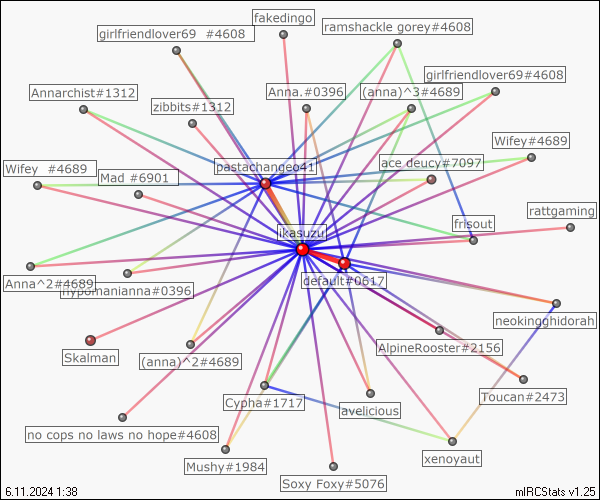 fakedingo
ramshackle gorey#4608
girlfriendlover69 #4608
girlfriendlover69#4608
Annarchist#1312
Anna.#0396
(anna)^3#4689
zibbits#1312
Wifey#4689
pastachangeo41
ace deucy#7097
Wifey #4689
Mad #6901
rattgaming
frisout
ikasuzu
default#0617
Anna^2#4689
hypomanianna#0396
neokingghidorah
AlpineRooster#2156
Skalman
(anna)^2#4689
Toucan#2473
Cypha#1717
avelicious
no cops no laws no hope#4608
xenoyaut
Mushy#1984
Soxy Foxy#5076
6.11.2024 1:38
mIRCStats v1.25